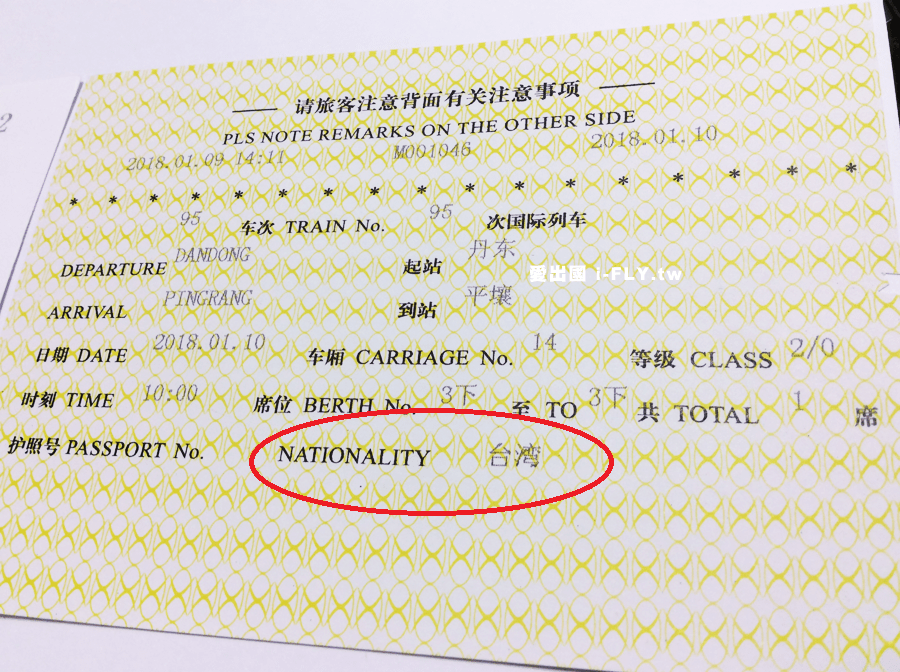 请旅客注意背面有关注意事项
PLS NOTE REMARKS ON THE OTHER SIDE
2018.01.09 14:11 M001046 2018.01.10
* * * * * * * * * * * * * * * *
95 车次 TRAIN No. 95 次国际列车
DEPARTURE DANDONG 起站 丹东
愛出國 i-FLY.tw
ARRIVAL PINGRANG 到站 平壤
日期 DATE 2018.01.10 车厢 CARRIAGE No. 14 等级 CLASS 2/0
时刻 TIME 10:00 席位 BERTH No. 3下 至 TO 3下 共 TOTAL 1 席
护照号 PASSPORT No. NATIONALITY 台湾